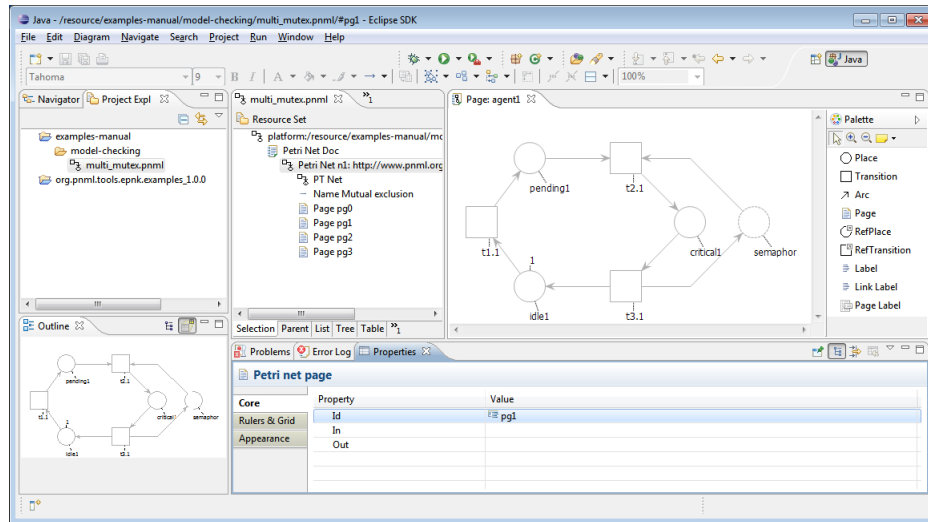 Java - /resource/examples-manual/model-checking/multi_mutex.pnml/#pg1 - Eclipse SDK
File Edit Diagram Navigate Search Project Run Window Help
Java
Tahoma 9 B I A 100%
Navigator Project Expl
examples-manual
model-checking
multi_mutex.pnml
org.pnml.tools.epnk.examples_1.0.0
multi_mutex.pnml 1
Resource Set
platform:/resource/examples-manual/mo
Petri Net Doc
Petri Net n1: http://www.pnml.org
PT Net
Name Mutual exclusion
Page pg0
Page pg1
Page pg2
Page pg3
Selection Parent List Tree Table 1
Page: agent1
pending1
t2.1
t1.1
critical1
semaphor
1
idle1
t3.1
Palette
Place
Transition
Arc
Page
RefPlace
RefTransition
Label
Link Label
Page Label
Outline
pending1
t2.1
t1.1
critical1
semaphor
1
idle1
t3.1
Problems Error Log Properties
Petri net page
Core
Rulers & Grid
Appearance
Property Value
Id pg1
In
Out